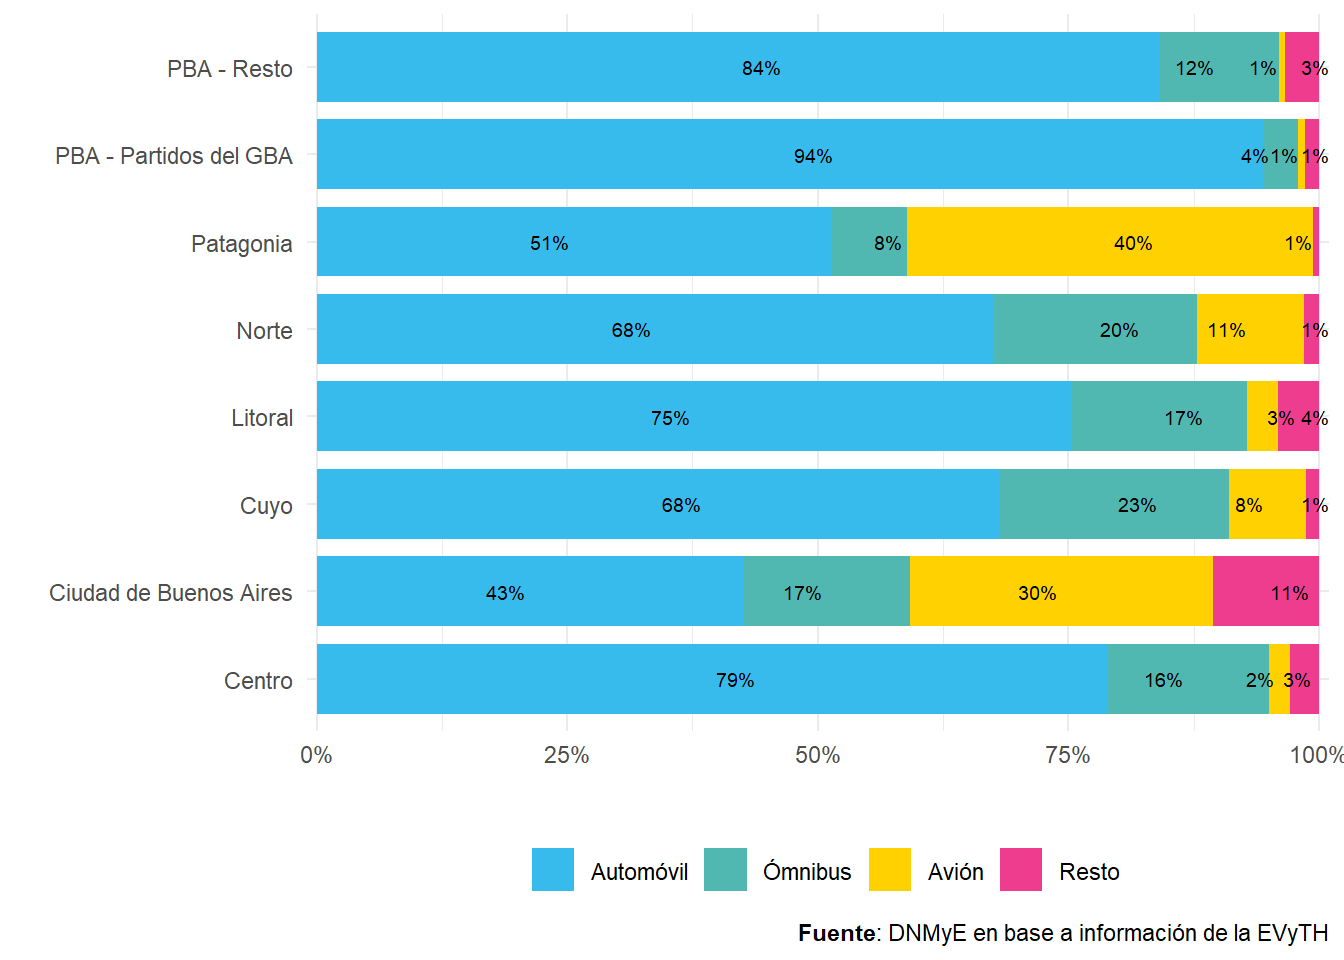 PBA - Resto 84% 12% 1% 3%
PBA - Partidos del GBA 94% 4% 1% 1%
Patagonia 51% 8% 40% 1%
Norte 68% 20% 11% 1%
Litoral 75% 17% 3% 4%
Cuyo 68% 23% 8% 1%
Ciudad de Buenos Aires 43% 17% 30% 11%
Centro 79% 16% 2% 3%
0% 25% 50% 75% 100%
Automóvil Ómnibus Avión Resto
Fuente: DNMyE en base a información de la EVyTH